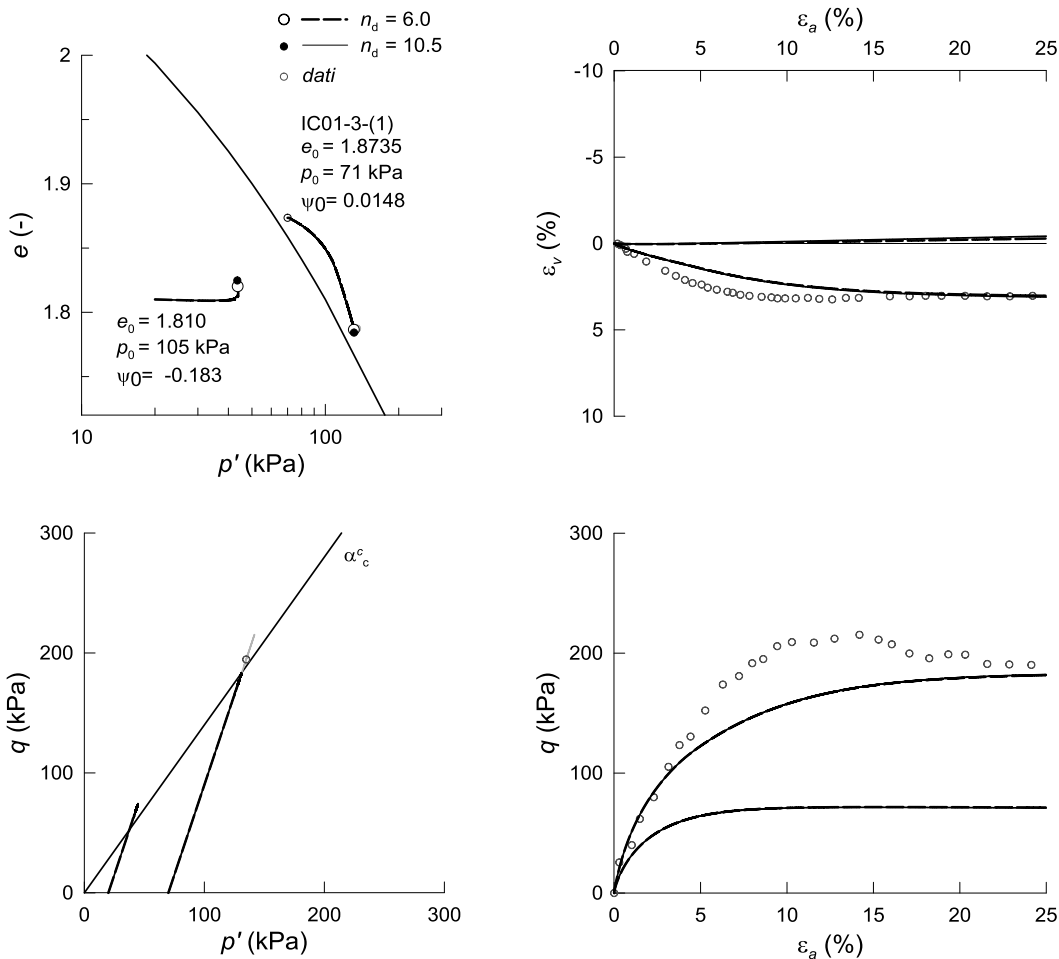 n_d = 6.0
n_d = 10.5
dati
IC01-3-(1)
e_0 = 1.8735
p_0 = 71 kPa
ψ0= 0.0148
e_0 = 1.810
p_0 = 105 kPa
ψ0= -0.183
2
1.9
1.8
e (-)
10
100
p' (kPa)
ε_a (%)
0
5
10
15
20
25
-10
-5
0
5
10
ε_v (%)
300
200
100
0
q (kPa)
α^c_c
0
100
200
300
p' (kPa)
300
200
100
0
q (kPa)
0
5
10
15
20
25
ε_a (%)